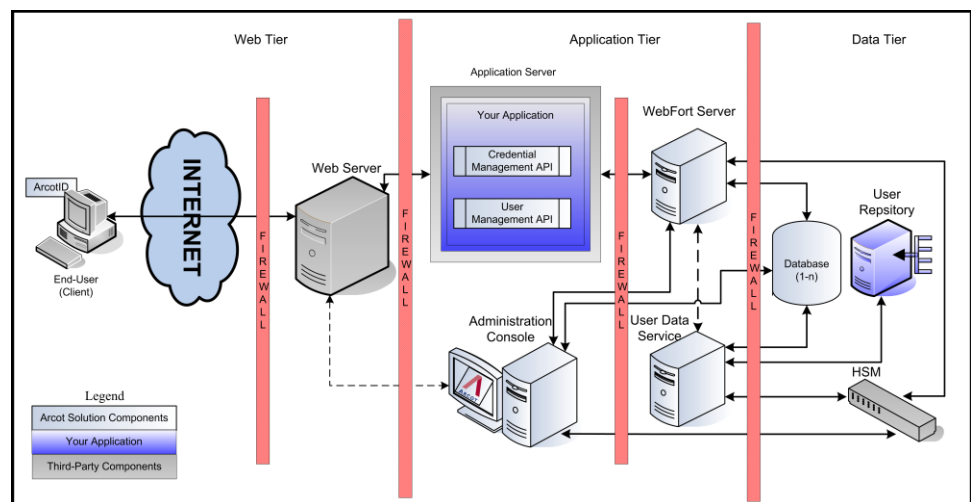 Web Tier
Application Tier
Data Tier
Application Server
Your Application
Credential
Management API
User
Management API
WebFort Server
Web Server
ArcotID
INTERNET
End-User
(Client)
FIREWALL
FIREWALL
FIREWALL
FIREWALL
User
Repsitory
Database
(1-n)
Administration
Console
ARCOT
User Data
Service
HSM
Legend
Arcot Solution Components
Your Application
Third-Party Components